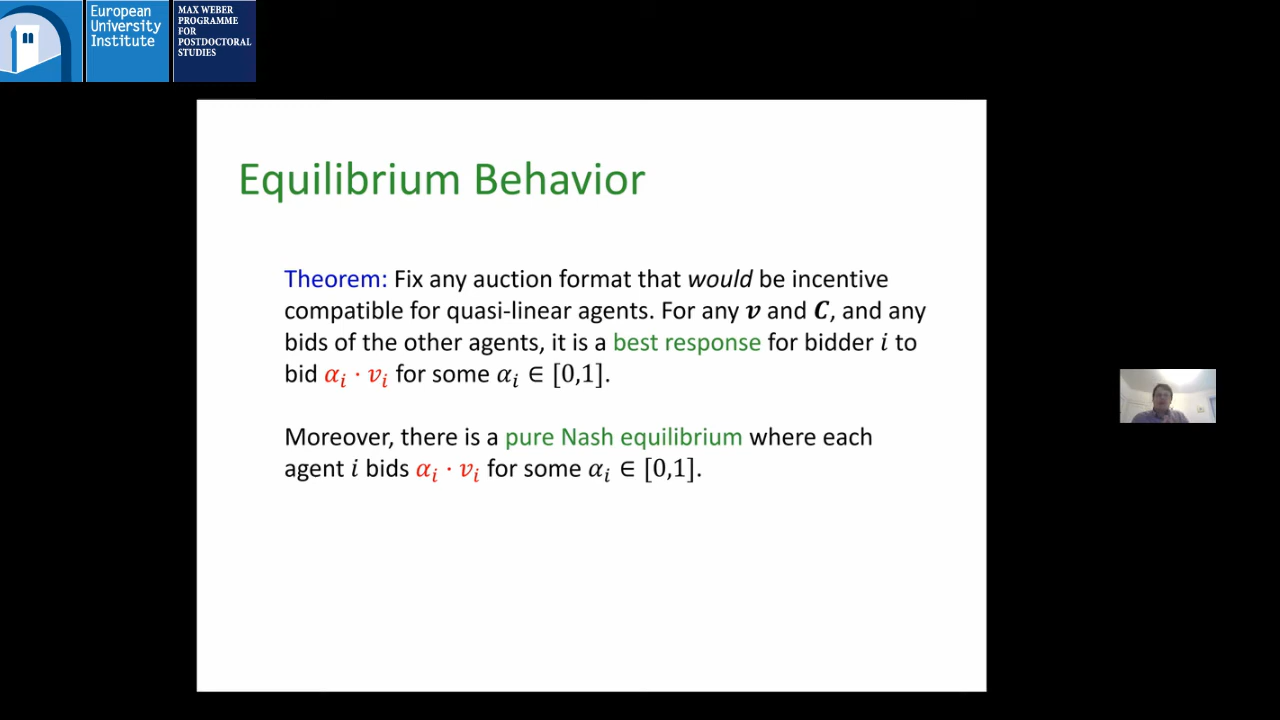 European
University
Institute
MAX WEBER
PROGRAMME
FOR
POSTDOCTORAL
STUDIES
Equilibrium Behavior
Theorem: Fix any auction format that would be incentive
compatible for quasi-linear agents. For any 𝒗 and 𝑪, and any
bids of the other agents, it is a best response for bidder 𝑖 to
bid 𝛼ᵢ · 𝑣ᵢ for some 𝛼ᵢ ∈ [0,1].
Moreover, there is a pure Nash equilibrium where each
agent 𝑖 bids 𝛼ᵢ · 𝑣ᵢ for some 𝛼ᵢ ∈ [0,1].